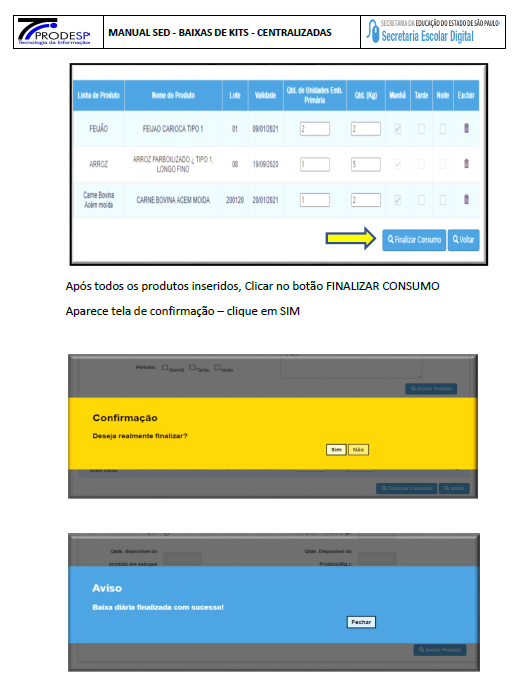 PRODESP
Tecnologia da Informação
MANUAL SED - BAIXAS DE KITS - CENTRALIZADAS
SECRETARIA DA EDUCAÇÃO DO ESTADO DE SÃO PAULO
Secretaria Escolar Digital
Linha de Produto Nome do Produto Lote Validade Qtd. de Unidades Emb. Primária Qtd. (Kg) Manhã Tarde Noite Excluir
FEIJÃO FEIJAO CARIOCA TIPO 1 01 09/01/2021 2 2
ARROZ ARROZ PARBOILIZADO ¿ TIPO 1, LONGO FINO 08 19/09/2020 1 5
Carne Bovina Acém moída CARNE BOVINA ACEM MOIDA 200120 20/01/2021 1 2
Finalizar Consumo Voltar
Após todos os produtos inseridos, Clicar no botão FINALIZAR CONSUMO
Aparece tela de confirmação – clique em SIM
Período: Manhã Tarde Noite
Incluir Produto
Confirmação
Deseja realmente finalizar?
Sim Não
Finalizar Consumo Voltar
Qtde. disponível do Qtde. Disponível do
produto em estoque Produto(Kg.):
Aviso
Baixa diária finalizada com sucesso!
Fechar
Incluir Produto